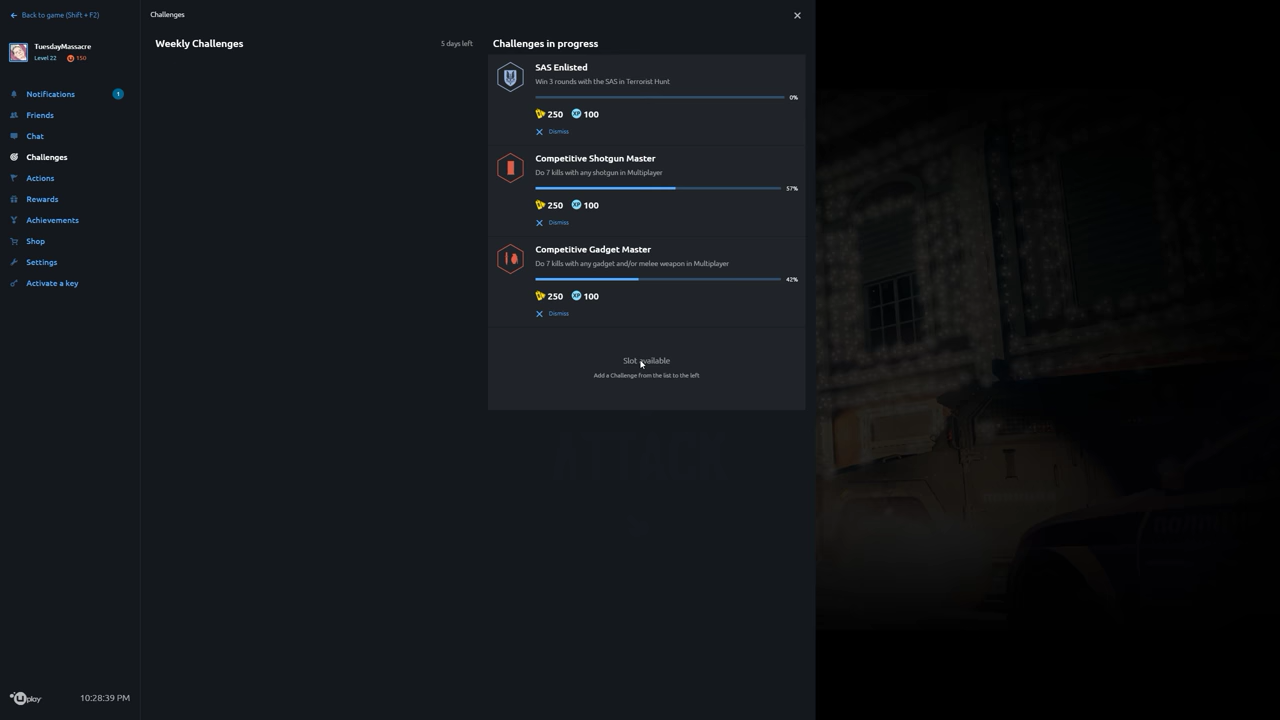 Back to game (Shift + F2)
TuesdayMassacre
Level 22 150
Notifications 1
Friends
Chat
Challenges
Actions
Rewards
Achievements
Shop
Settings
Activate a key
uplay 10:28:39 PM
Challenges
Weekly Challenges 5 days left
Challenges in progress
SAS Enlisted
Win 3 rounds with the SAS in Terrorist Hunt
0%
250 XP 100
Dismiss
Competitive Shotgun Master
Do 7 kills with any shotgun in Multiplayer
57%
250 XP 100
Dismiss
Competitive Gadget Master
Do 7 kills with any gadget and/or melee weapon in Multiplayer
42%
250 XP 100
Dismiss
Slot available
Add a Challenge from the list to the left
ATTACK